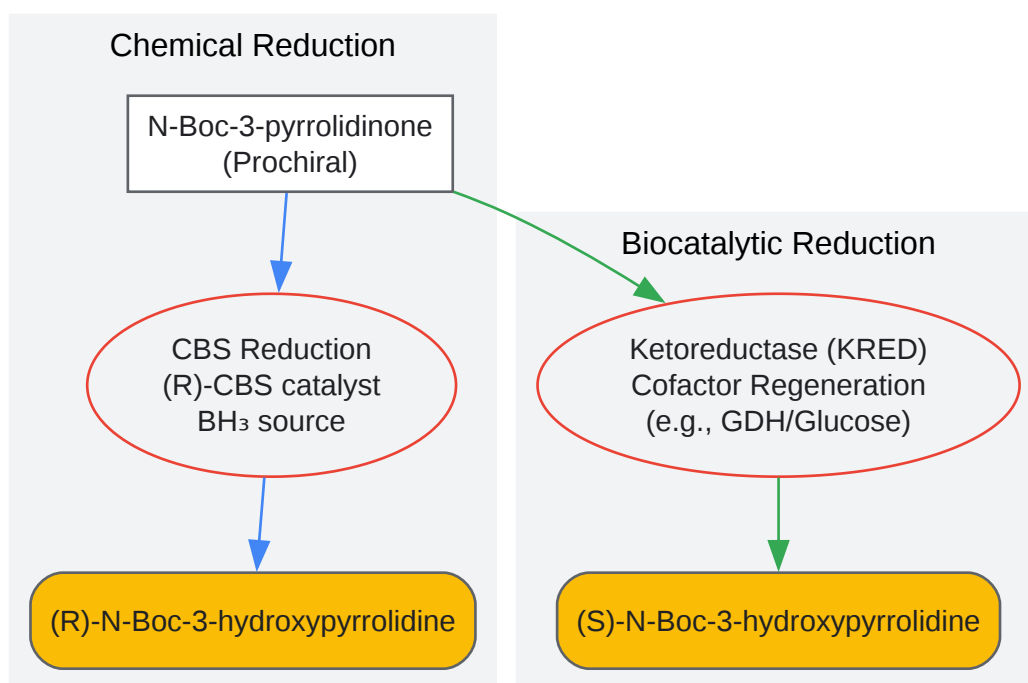 Chemical Reduction
N-Boc-3-pyrrolidinone
(Prochiral)
Biocatalytic Reduction
CBS Reduction
(R)-CBS catalyst
BH₃ source
Ketoreductase (KRED)
Cofactor Regeneration
(e.g., GDH/Glucose)
(R)-N-Boc-3-hydroxypyrrolidine
(S)-N-Boc-3-hydroxypyrrolidine